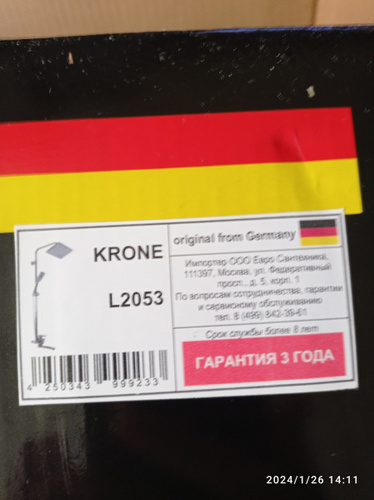 KRONE
L2053
4 250343 999233
original from Germany
Импортер ООО Евро Сантехника,
111397, Москва, ул. Федеративный
просп., д. 5, корп. 1
По вопросам сотрудничества, гарантии
и сервисному обслуживанию
тел. 8 (499) 642-39-61
Срок службы более 8 лет
ГАРАНТИЯ 3 ГОДА
2024/1/26 14:11